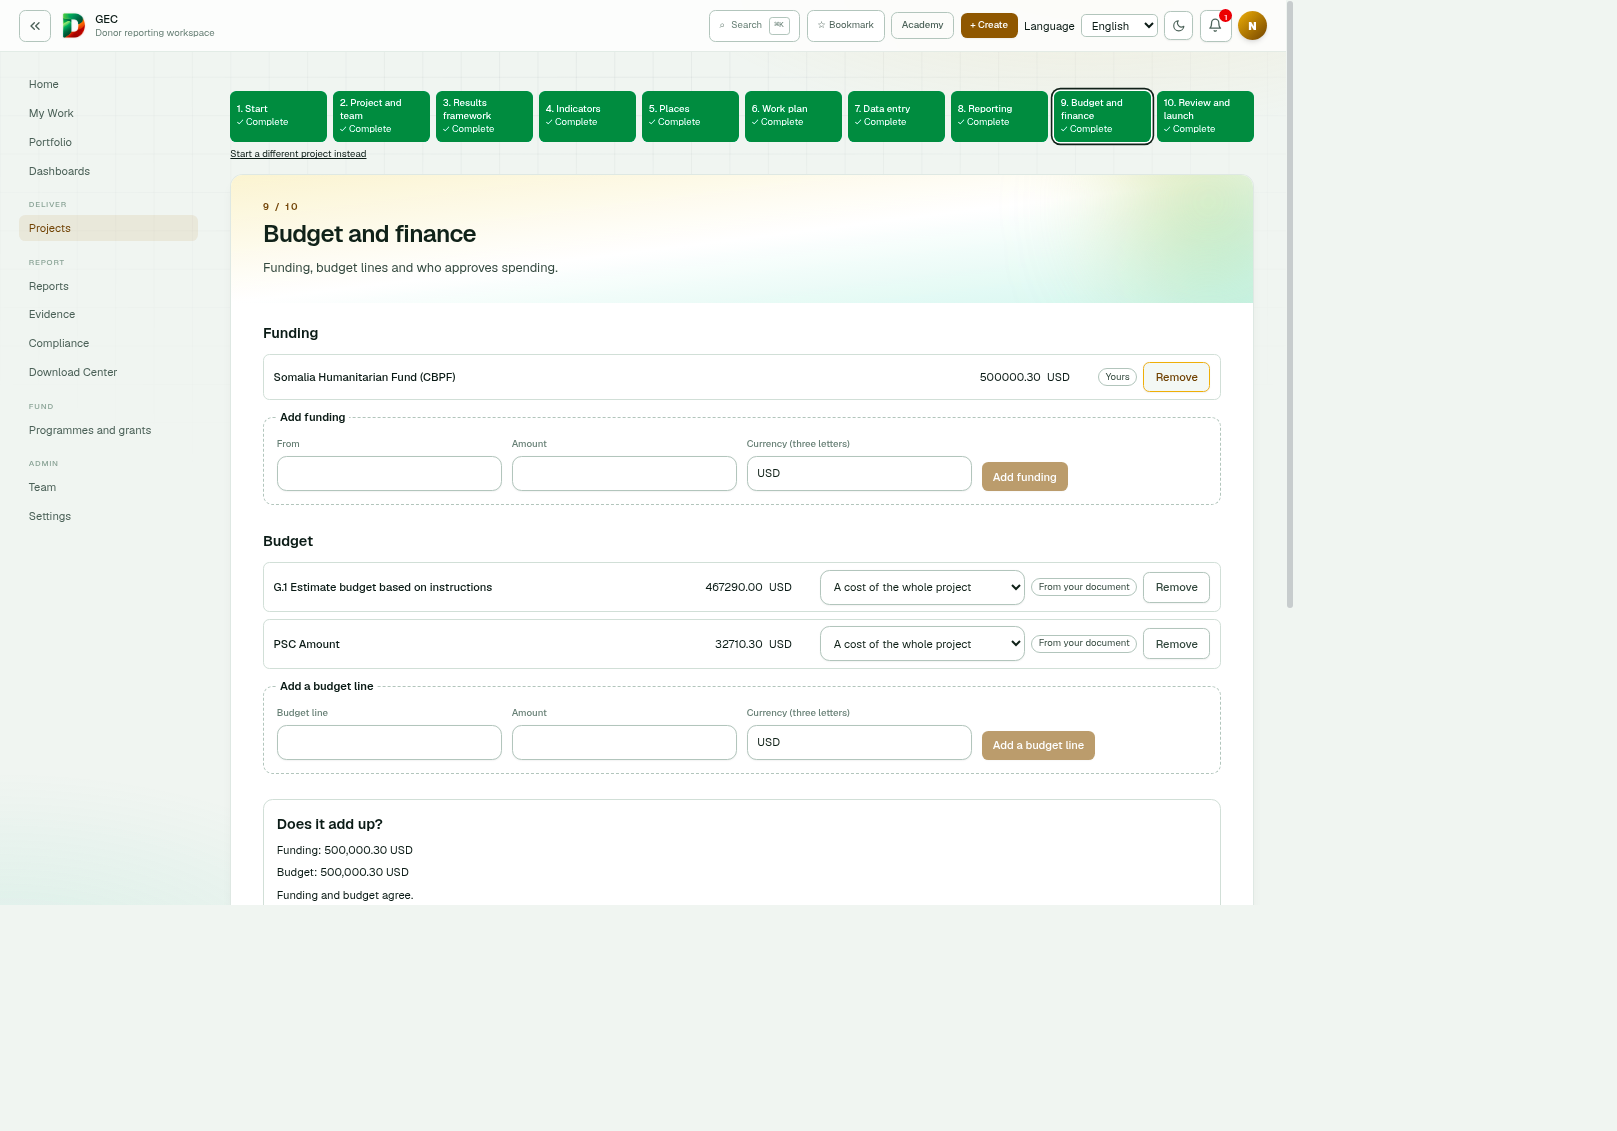 GEC
Donor reporting workspace
Search ⌘K
☆ Bookmark
Academy
+ Create
Language
English
1
N
Home
My Work
Portfolio
Dashboards
DELIVER
Projects
REPORT
Reports
Evidence
Compliance
Download Center
FUND
Programmes and grants
ADMIN
Team
Settings
1. Start
✓ Complete
2. Project and
team
✓ Complete
3. Results
framework
✓ Complete
4. Indicators
✓ Complete
5. Places
✓ Complete
6. Work plan
✓ Complete
7. Data entry
✓ Complete
8. Reporting
✓ Complete
9. Budget and
finance
✓ Complete
10. Review and
launch
✓ Complete
Start a different project instead
9 / 10
Budget and finance
Funding, budget lines and who approves spending.
Funding
Somalia Humanitarian Fund (CBPF) 500000.30 USD Yours Remove
Add funding
From Amount Currency (three letters)
USD Add funding
Budget
G.1 Estimate budget based on instructions 467290.00 USD A cost of the whole project From your document Remove
PSC Amount 32710.30 USD A cost of the whole project From your document Remove
Add a budget line
Budget line Amount Currency (three letters)
USD Add a budget line
Does it add up?
Funding: 500,000.30 USD
Budget: 500,000.30 USD
Funding and budget agree.